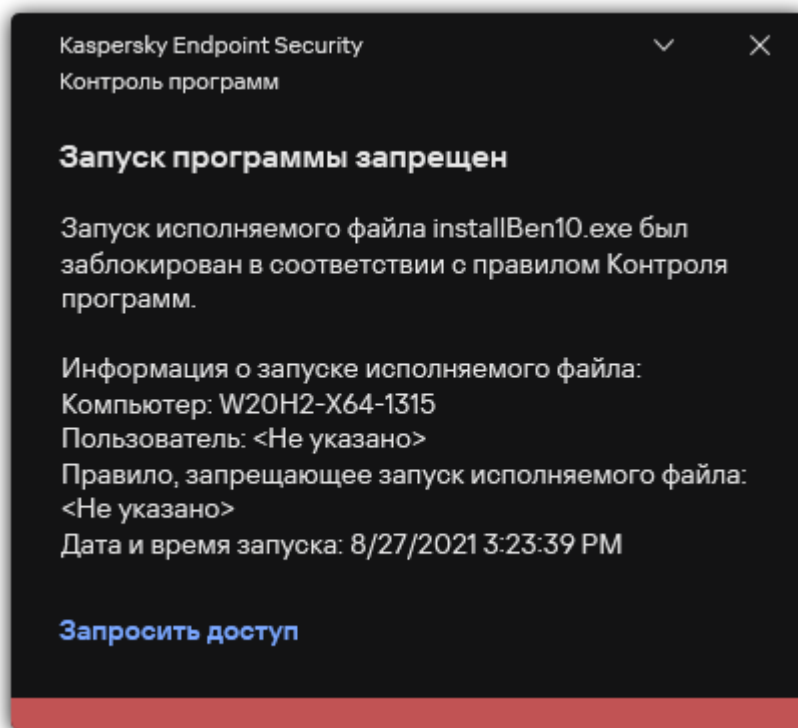 Kaspersky Endpoint Security
Контроль программ
Запуск программы запрещен
Запуск исполняемого файла installBen10.exe был
заблокирован в соответствии с правилом Контроля
программ.
Информация о запуске исполняемого файла:
Компьютер: W20H2-X64-1315
Пользователь: <Не указано>
Правило, запрещающее запуск исполняемого файла:
<Не указано>
Дата и время запуска: 8/27/2021 3:23:39 PM
Запросить доступ